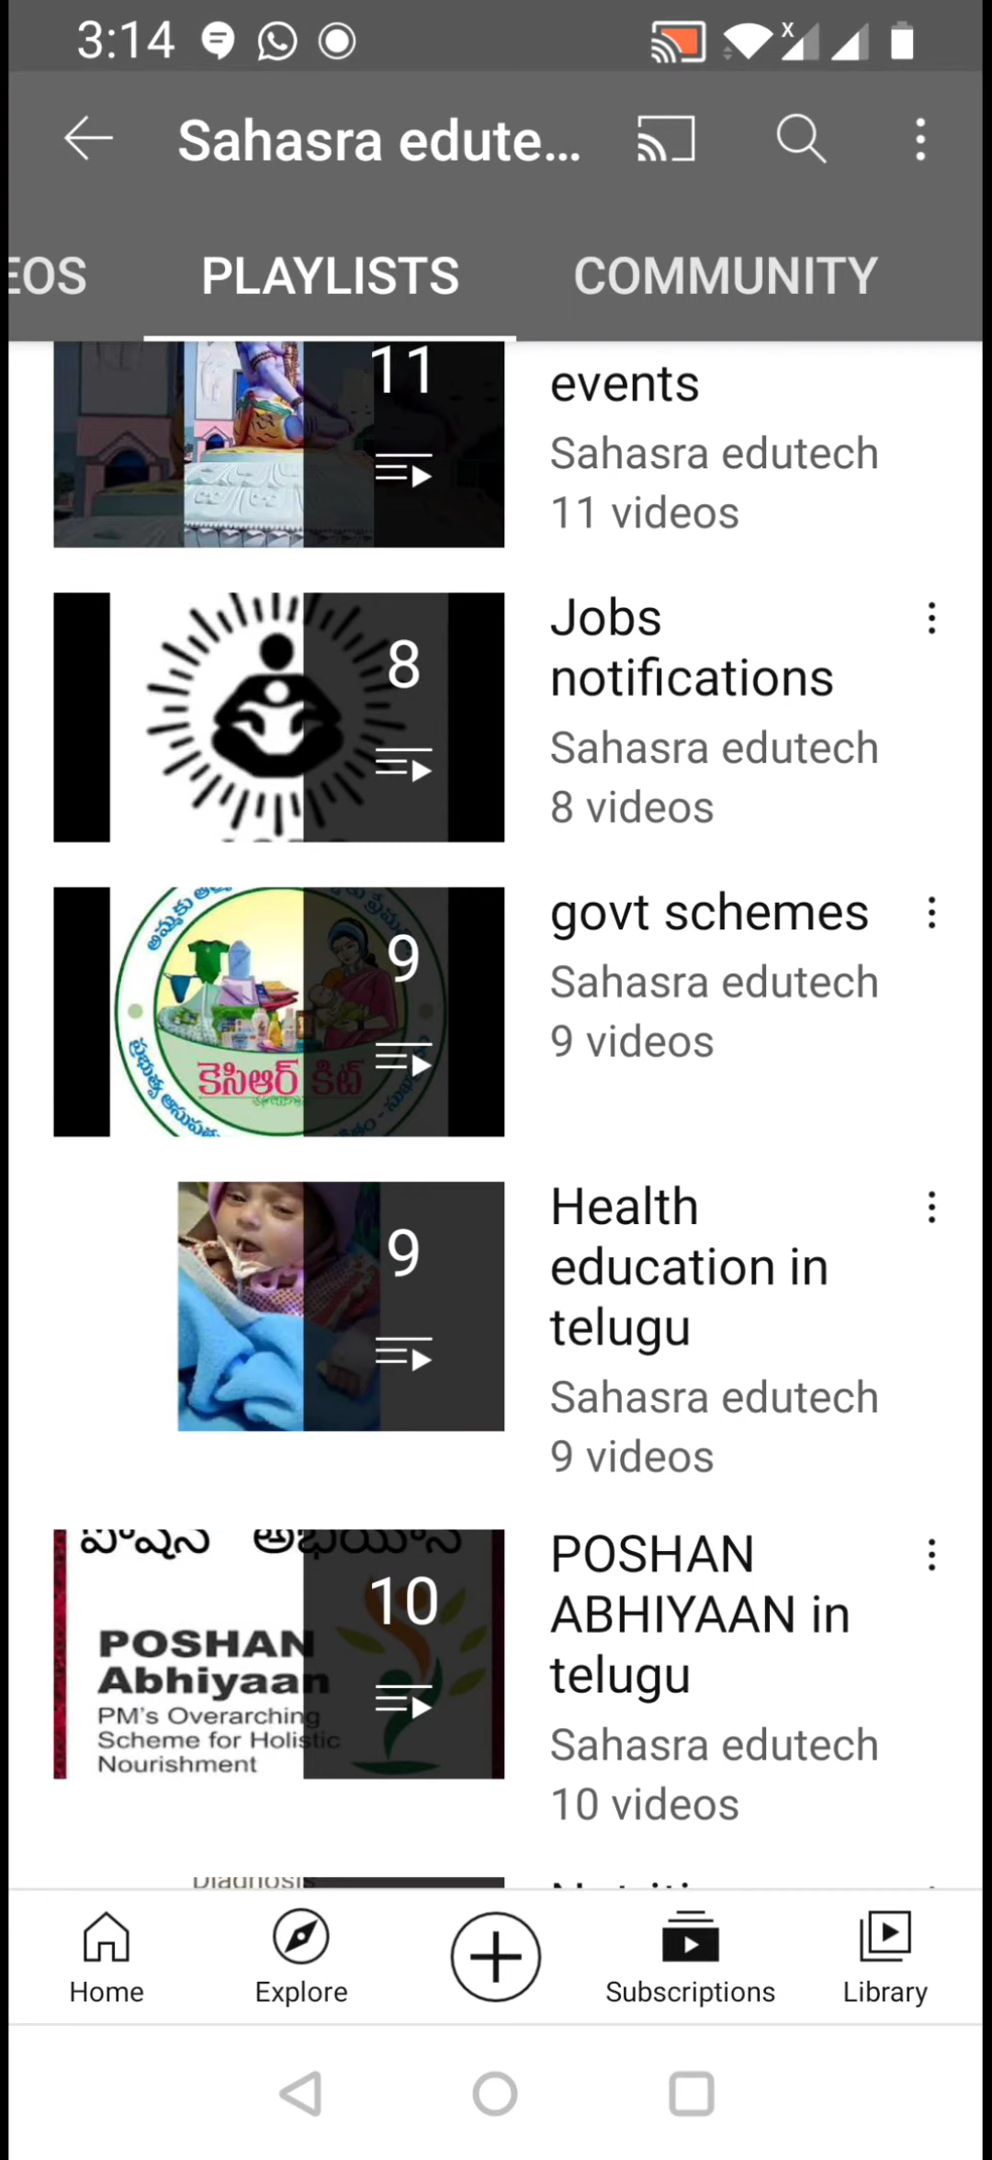 3:14
Sahasra edute...
EOS
PLAYLISTS
COMMUNITY
11
events
Sahasra edutech
11 videos
8
Jobs
notifications
Sahasra edutech
8 videos
9
కెసిఆర్ కిట్
govt schemes
Sahasra edutech
9 videos
9
Health
education in
telugu
Sahasra edutech
9 videos
పోషన్ అభియాన్
10
POSHAN
Abhiyaan
PM's Overarching
Scheme for Holistic
Nourishment
POSHAN
ABHIYAAN in
telugu
Sahasra edutech
10 videos
Diagnosis
Home
Explore
Subscriptions
Library